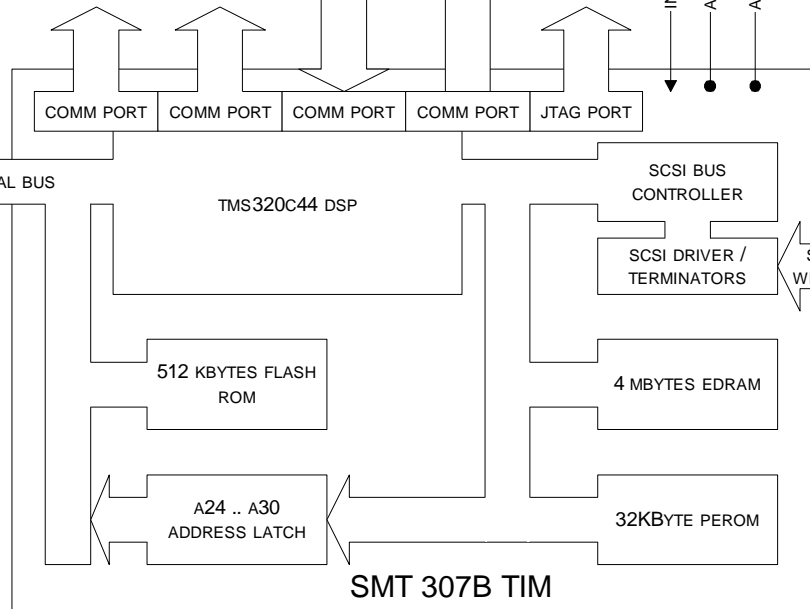 COMM PORT
COMM PORT
COMM PORT
COMM PORT
JTAG PORT
BUS
TMS320C44 DSP
SCSI BUS
CONTROLLER
SCSI DRIVER /
TERMINATORS
512 KBYTES FLASH
ROM
4 MBYTES EDRAM
A24 .. A30
ADDRESS LATCH
32KBYTE PEROM
SMT 307B TIM